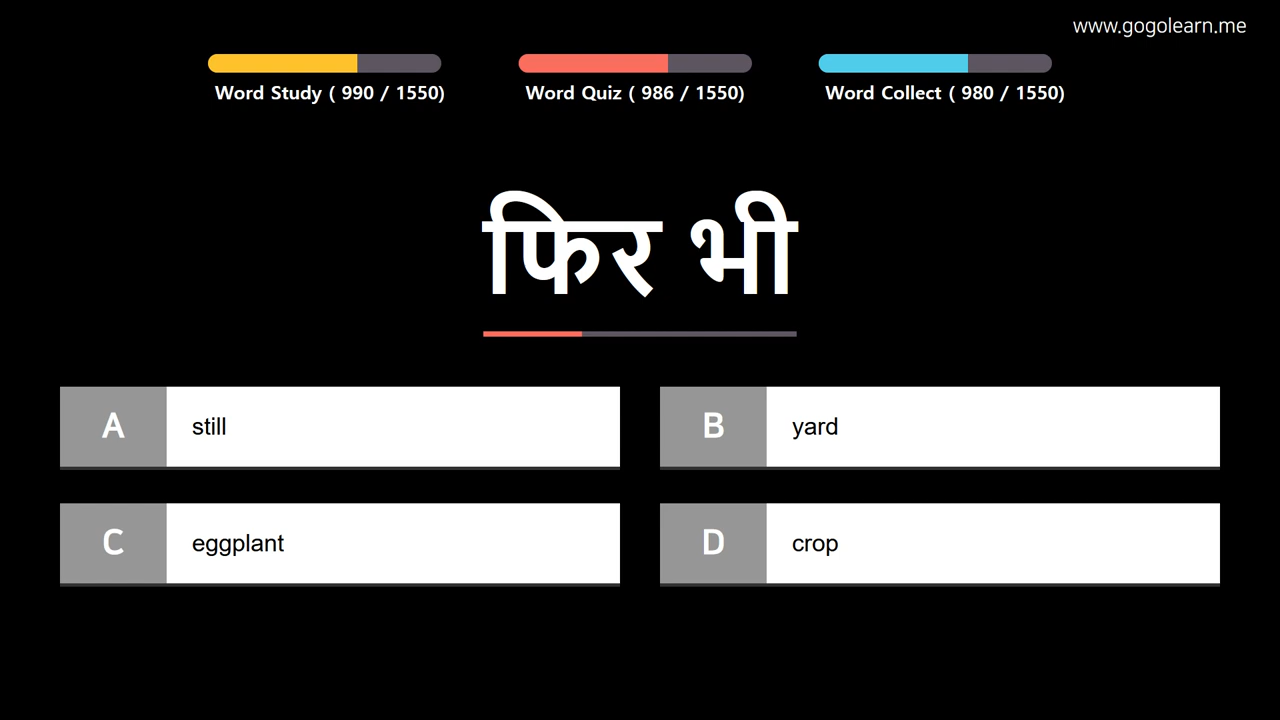 www.gogolearn.me
Word Study ( 990 / 1550)
Word Quiz ( 986 / 1550)
Word Collect ( 980 / 1550)
फिर भी
A still
B yard
C eggplant
D crop